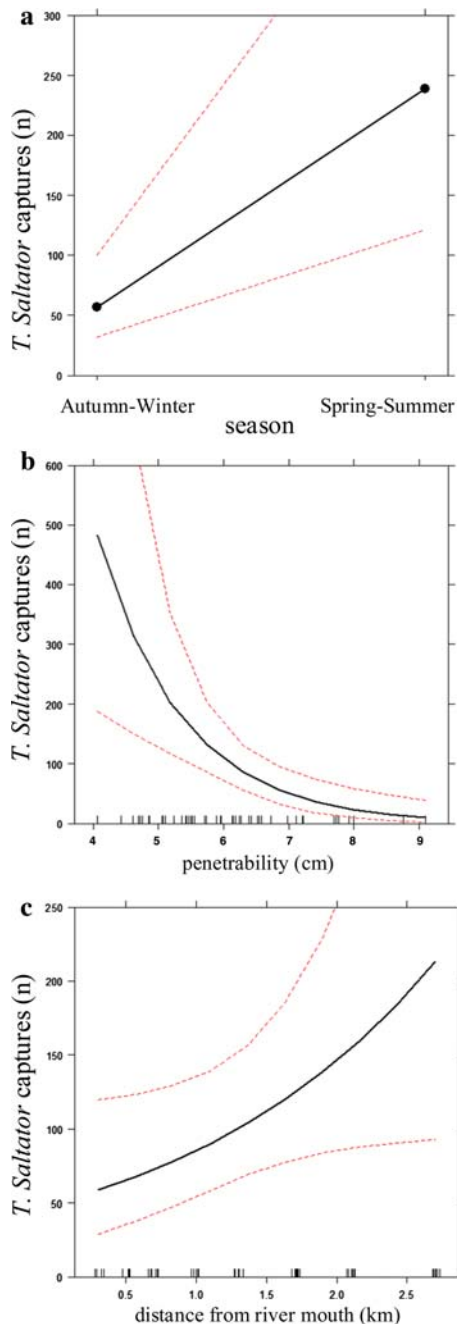 a
300
250
200
150
100
50
0
T. Saltator captures (n)
Autumn-Winter Spring-Summer
season
b
600
500
400
300
200
100
0
T. Saltator captures (n)
4 5 6 7 8 9
penetrability (cm)
c
250
200
150
100
50
0
T. Saltator captures (n)
0.5 1.0 1.5 2.0 2.5
distance from river mouth (km)